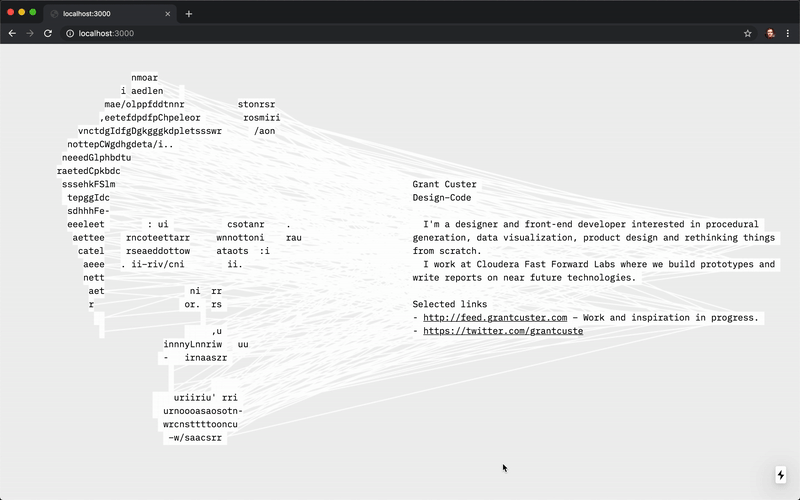 localhost:3000
localhost:3000
nmoar
i aedlen
mae/olppfddtnnr stonrsr
,eetefdpdfpChpeleor rosmiri
vnctdgIdfgDgkgggkdpletssswr /aon
nottepCWgdhgdeta/i..
neeedGlphbdtu
raetedCpkbdc
sssehkFSlm
tepggIdc
sdhhhFe-
eeeleet : ui csotanr .
aettee rncoteettarr wnnottoni rau
catel rseaeddottow ataots :i
aeee . ii-riv/cni ii.
nett
aet ni rr
r or. rs
,u
innnyLnnriw uu
- irnaaszr
uriiriu' rri
urnoooasaosotn-
wrcnsttttooncu
-w/saacsrr
Grant Custer
Design-Code
I'm a designer and front-end developer interested in procedural
generation, data visualization, product design and rethinking things
from scratch.
I work at Cloudera Fast Forward Labs where we build prototypes and
write reports on near future technologies.
Selected links
- http://feed.grantcuster.com – Work and inspiration in progress.
- https://twitter.com/grantcuste